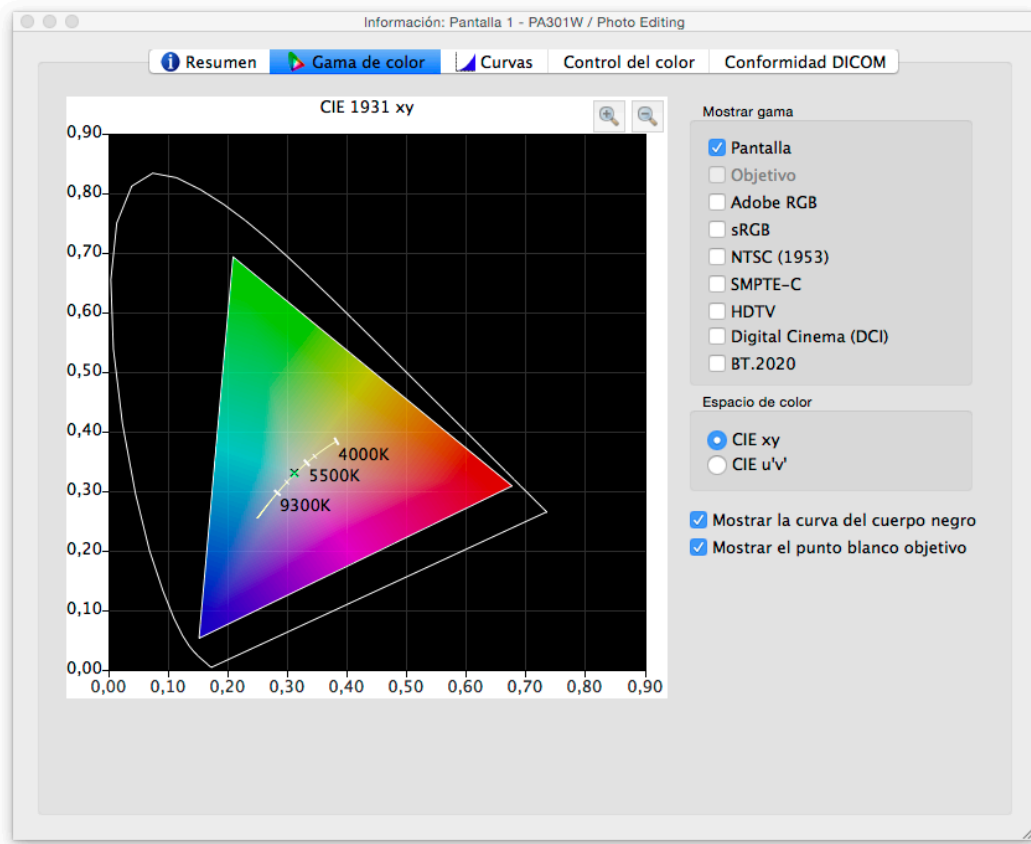 Información: Pantalla 1 - PA301W / Photo Editing
Resumen Gama de color Curvas Control del color Conformidad DICOM
CIE 1931 xy
0,90
0,80
0,70
0,60
0,50
0,40
0,30
0,20
0,10
0,00
0,00 0,10 0,20 0,30 0,40 0,50 0,60 0,70 0,80 0,90
4000K
5500K
9300K
Mostrar gama
Pantalla
Objetivo
Adobe RGB
sRGB
NTSC (1953)
SMPTE-C
HDTV
Digital Cinema (DCI)
BT.2020
Espacio de color
CIE xy
CIE u'v'
Mostrar la curva del cuerpo negro
Mostrar el punto blanco objetivo